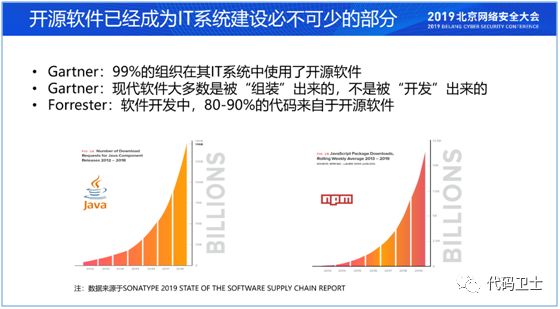 开源软件已经成为IT系统建设必不可少的部分
2019北京网络安全大会
2019 BEIJING CYBER SECURITY CONFERENCE
• Gartner：99%的组织在其IT系统中使用了开源软件
• Gartner：现代软件大多数是被“组装”出来的，不是被“开发”出来的
• Forrester：软件开发中，80-90%的代码来自于开源软件
Number of Download
Requests for Java Component
Releases 2012 – 2018
Java
BILLIONS
JavaScript Package Downloads,
Rolling Weekly Average 2013 – 2019
npm
BILLIONS
注：数据来源于SONATYPE 2019 STATE OF THE SOFTWARE SUPPLY CHAIN REPORT
代码卫士